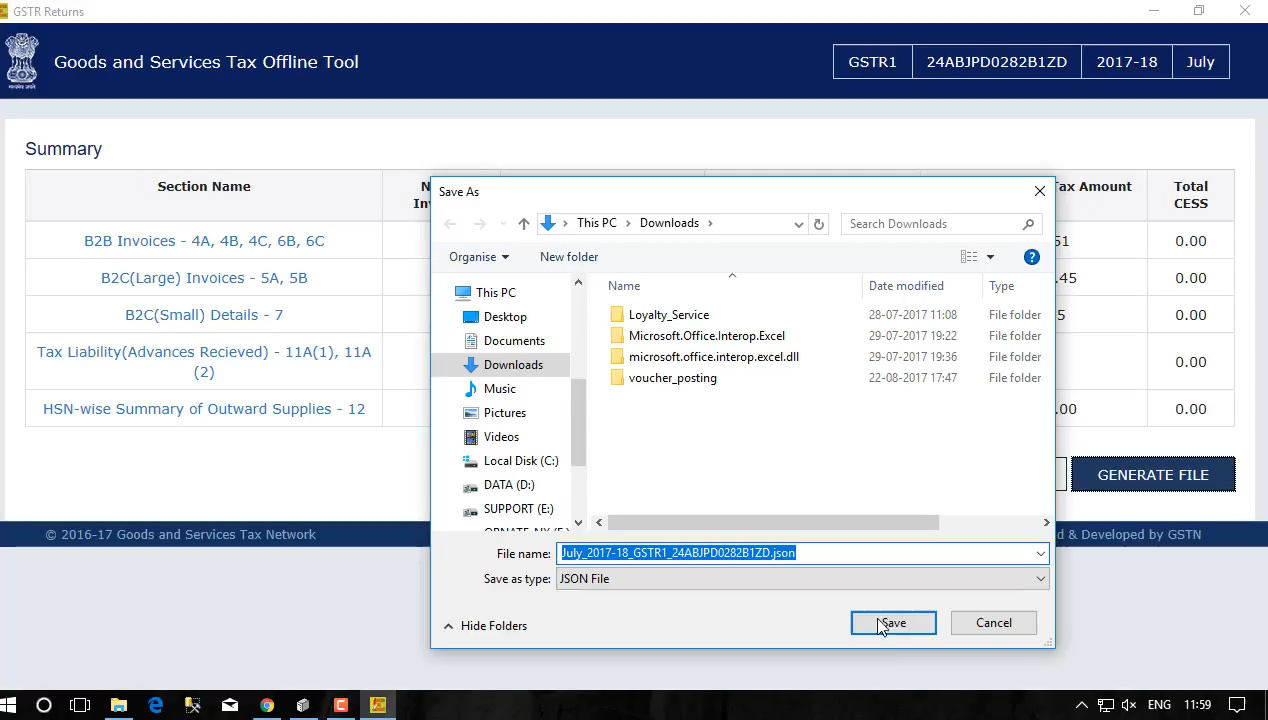 GSTR Returns
Goods and Services Tax Offline Tool
GSTR1 24ABJPD0282B1ZD 2017-18 July
Summary
Section Name
Tax Amount
Total
CESS
B2B Invoices - 4A, 4B, 4C, 6B, 6C
0.00
B2C(Large) Invoices - 5A, 5B
.45 0.00
B2C(Small) Details - 7
0.00
Tax Liability(Advances Recieved) - 11A(1), 11A
(2)
0.00
HSN-wise Summary of Outward Supplies - 12
.00 0.00
GENERATE FILE
© 2016-17 Goods and Services Tax Network
& Developed by GSTN
Save As
This PC > Downloads >
Search Downloads
Organise
New folder
This PC
Desktop
Documents
Downloads
Music
Pictures
Videos
Local Disk (C:)
DATA (D:)
SUPPORT (E:)
Name Date modified Type
Loyalty_Service 28-07-2017 11:08 File folder
Microsoft.Office.Interop.Excel 29-07-2017 19:22 File folder
microsoft.office.interop.excel.dll 29-07-2017 19:36 File folder
voucher_posting 22-08-2017 17:47 File folder
File name: July_2017-18_GSTR1_24ABJPD0282B1ZD.json
Save as type: JSON File
Hide Folders
Save
Cancel
ENG 11:59